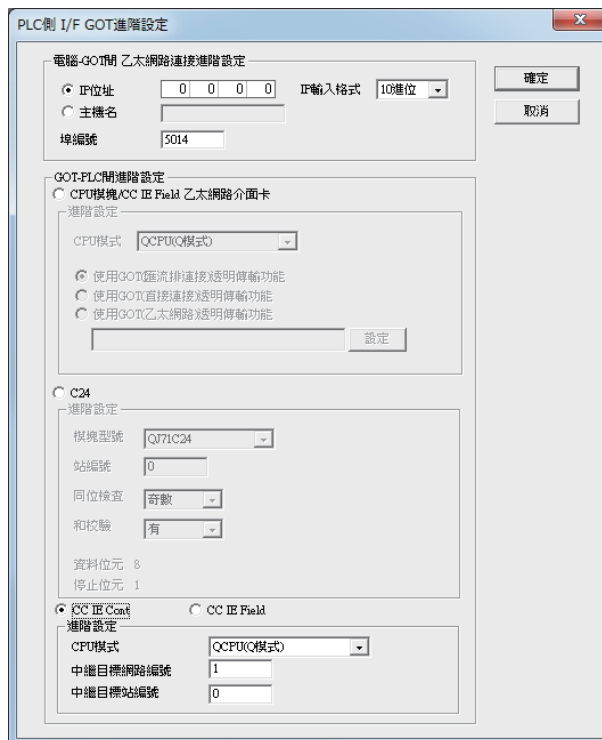 PLC側 I/F GOT進階設定
電腦-GOT間 乙太網路連接進階設定
IP位址 0 0 0 0 IP輸入格式 10進位
主機名
埠編號 5014
確定
取消
GOT-PLC間進階設定
CPU模塊/CC IE Field 乙太網路介面卡
進階設定
CPU模式 QCPU(Q模式)
使用GOT(匯流排連接)透明傳輸功能
使用GOT(直接連接)透明傳輸功能
使用GOT(乙太網路)透明傳輸功能
設定
C24
進階設定
模塊型號 QJ71C24
站編號 0
同位檢查 奇數
和校驗 有
資料位元 8
停止位元 1
CC IE Cont CC IE Field
進階設定
CPU模式 QCPU(Q模式)
中繼目標網路編號 1
中繼目標站編號 0